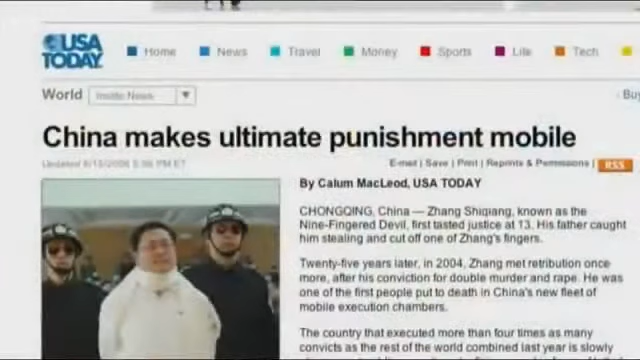 USA TODAY
Home
News
Travel
Money
Sports
Life
Tech
World
Inside News
Buy
China makes ultimate punishment mobile
E-mail | Save | Print | Reprints & Permissions | RSS
By Calum MacLeod, USA TODAY
CHONGQING, China — Zhang Shiqiang, known as the
Nine-Fingered Devil, first tasted justice at 13. His father caught
him stealing and cut off one of Zhang's fingers.
Twenty-five years later, in 2004, Zhang met retribution once
more, after his conviction for double murder and rape. He was
one of the first people put to death in China's new fleet of
mobile execution chambers.
The country that executed more than four times as many
convicts as the rest of the world combined last year is slowly